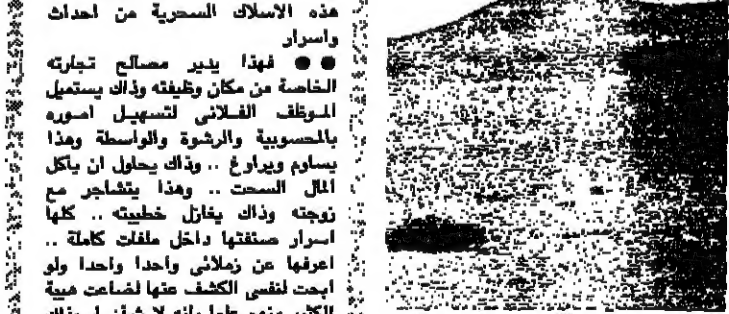 هذه الاسلاك السحرية من احداث
واسرار
●● فهذا يدير مصالح تجارته
الخاصة من مكان وظيفته وذاك يستميل
الموظف الفلانى لتسهيل اموره
بالمحسوبية والرشوة والواسطة وهذا
يساوم ويراوغ .. وذاك يحاول ان ياكل
المال السحت .. وهذا يتشاجر مع
زوجته وذاك يغازل خطيبته .. كلها
اسرار صنفتها داخل ملفات كاملة ..
اعرفها عن زملائى واحدا واحدا ولو
ابحت لنفسى الكشف عنها لضاعت هيبة